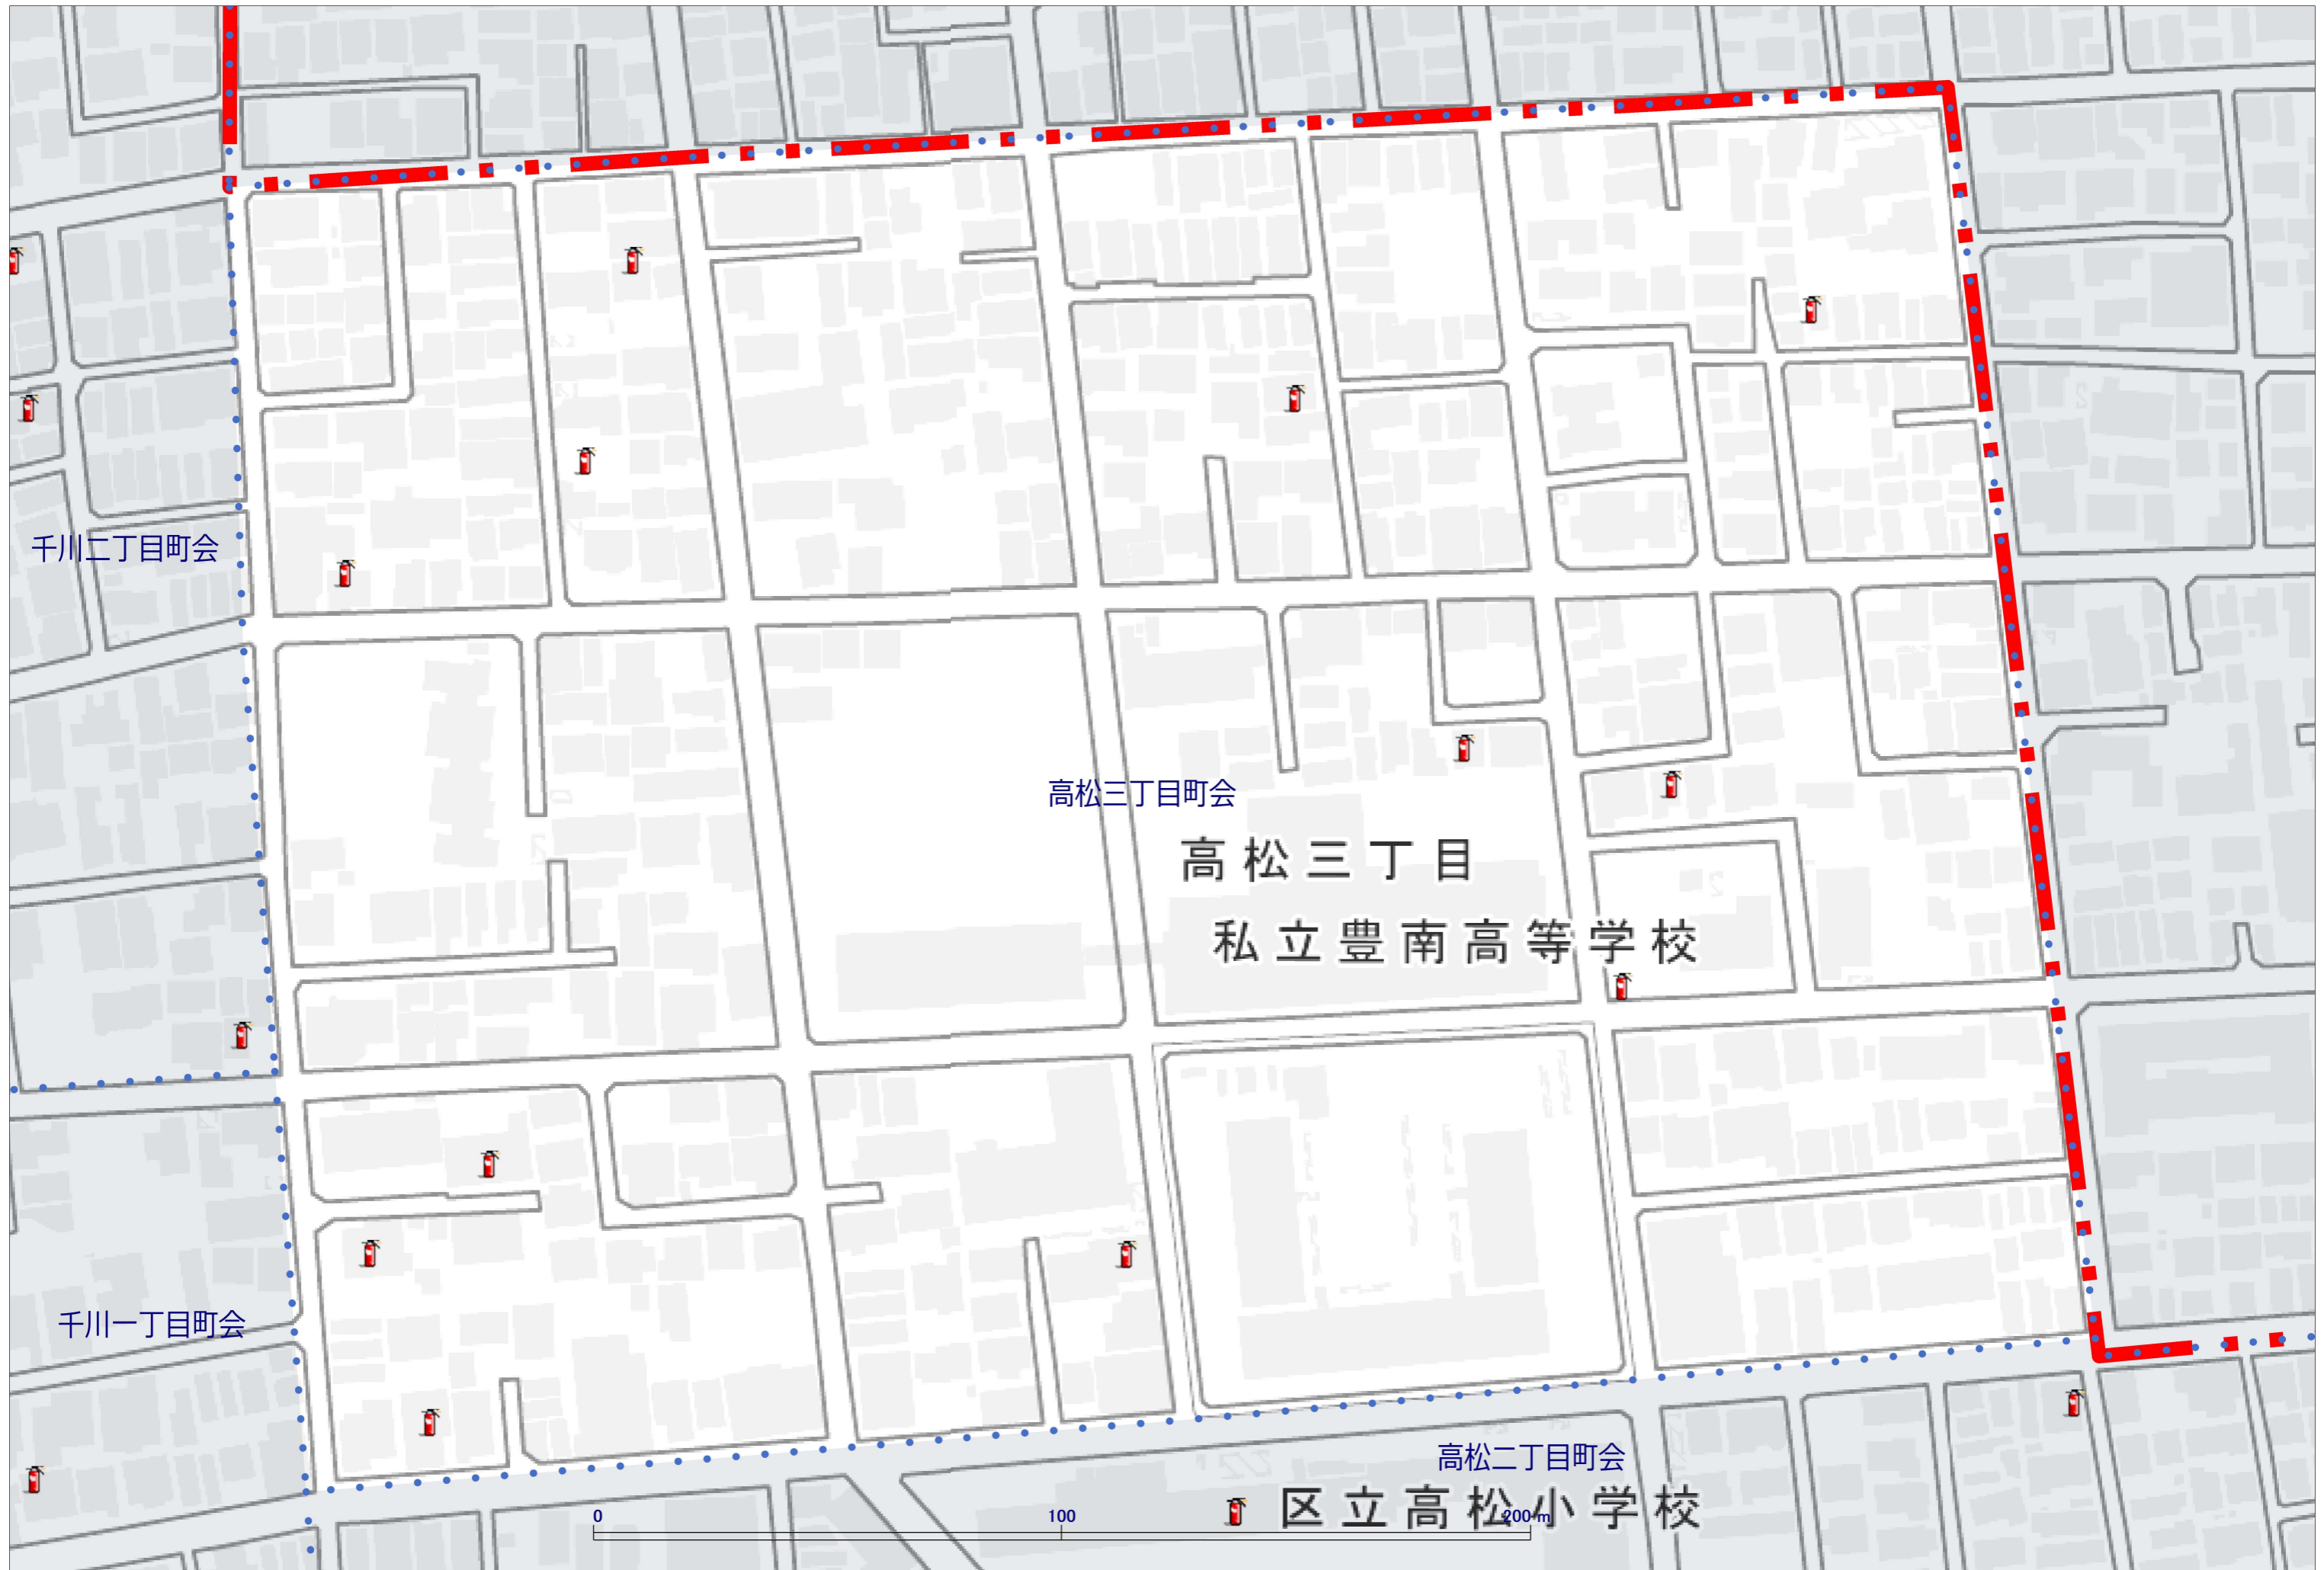 千川二丁目町会
高松三丁目町会
高松三丁目
私立豊南高等学校
千川一丁目町会
高松二丁目町会
区立高松小学校
0 100 200 m